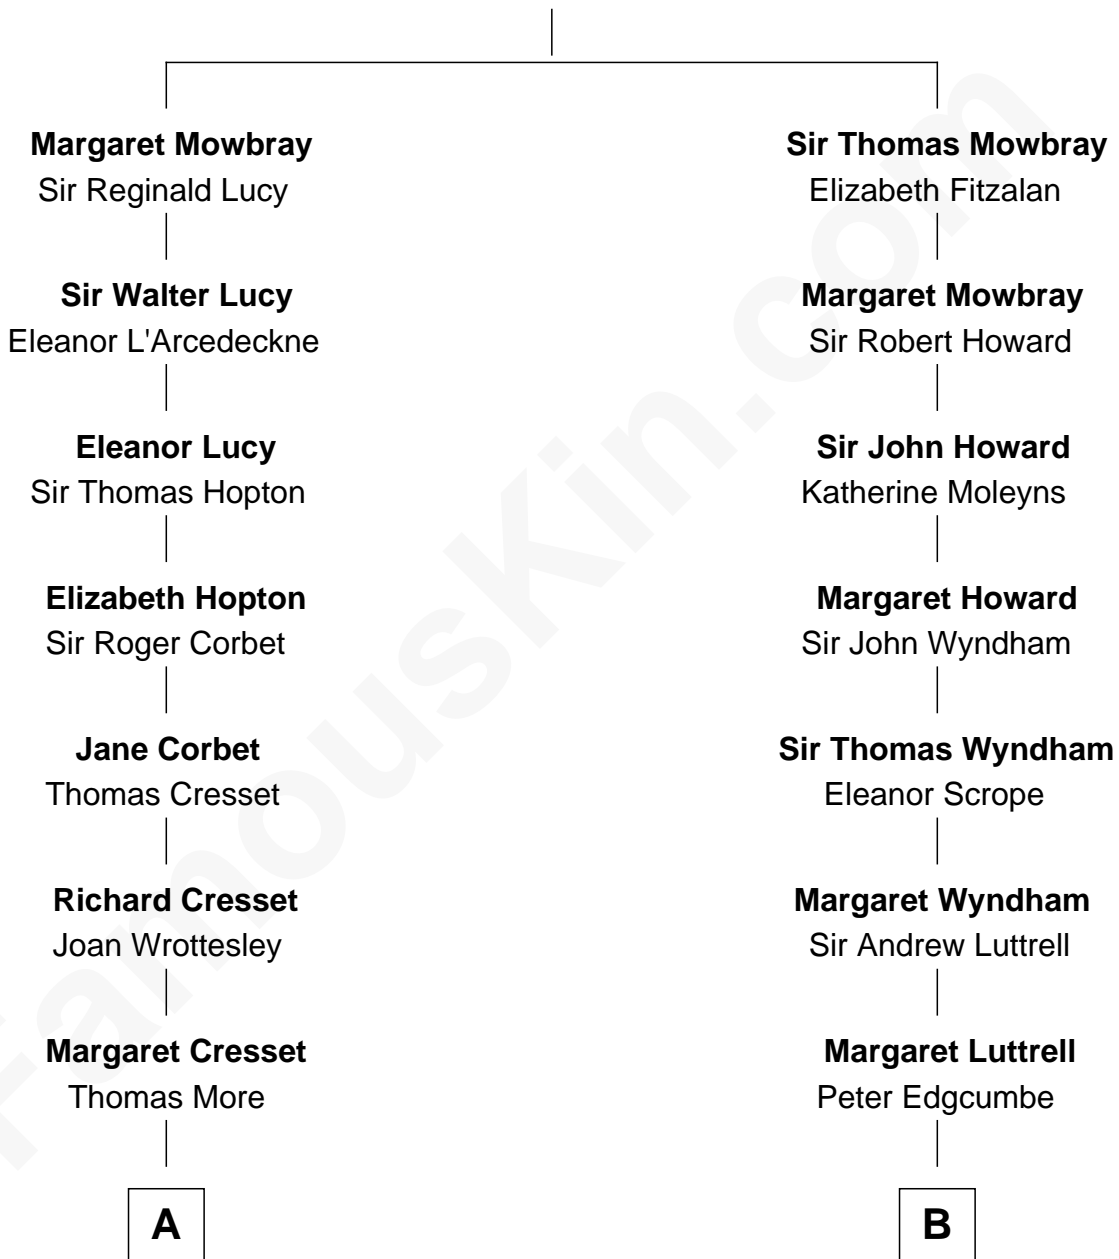 Margaret Mowbray
Sir Reginald Lucy
Sir Walter Lucy
Eleanor L'Arcedeckne
Eleanor Lucy
Sir Thomas Hopton
Elizabeth Hopton
Sir Roger Corbet
Jane Corbet
Thomas Cresset
Richard Cresset
Joan Wrottesley
Margaret Cresset
Thomas More
A
Sir Thomas Mowbray
Elizabeth Fitzalan
Margaret Mowbray
Sir Robert Howard
Sir John Howard
Katherine Moleyns
Margaret Howard
Sir John Wyndham
Sir Thomas Wyndham
Eleanor Scrope
Margaret Wyndham
Sir Andrew Luttrell
Margaret Luttrell
Peter Edgcumbe
B
FamousKin.com